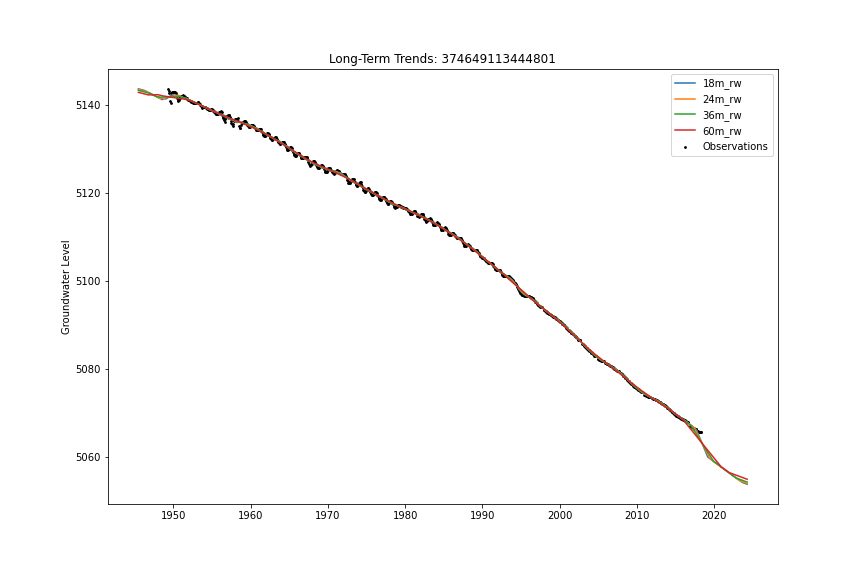 Long-Term Trends: 374649113444801
18m_rw
24m_rw
36m_rw
60m_rw
Observations
Groundwater Level
5140
5120
5100
5080
5060
1950 1960 1970 1980 1990 2000 2010 2020